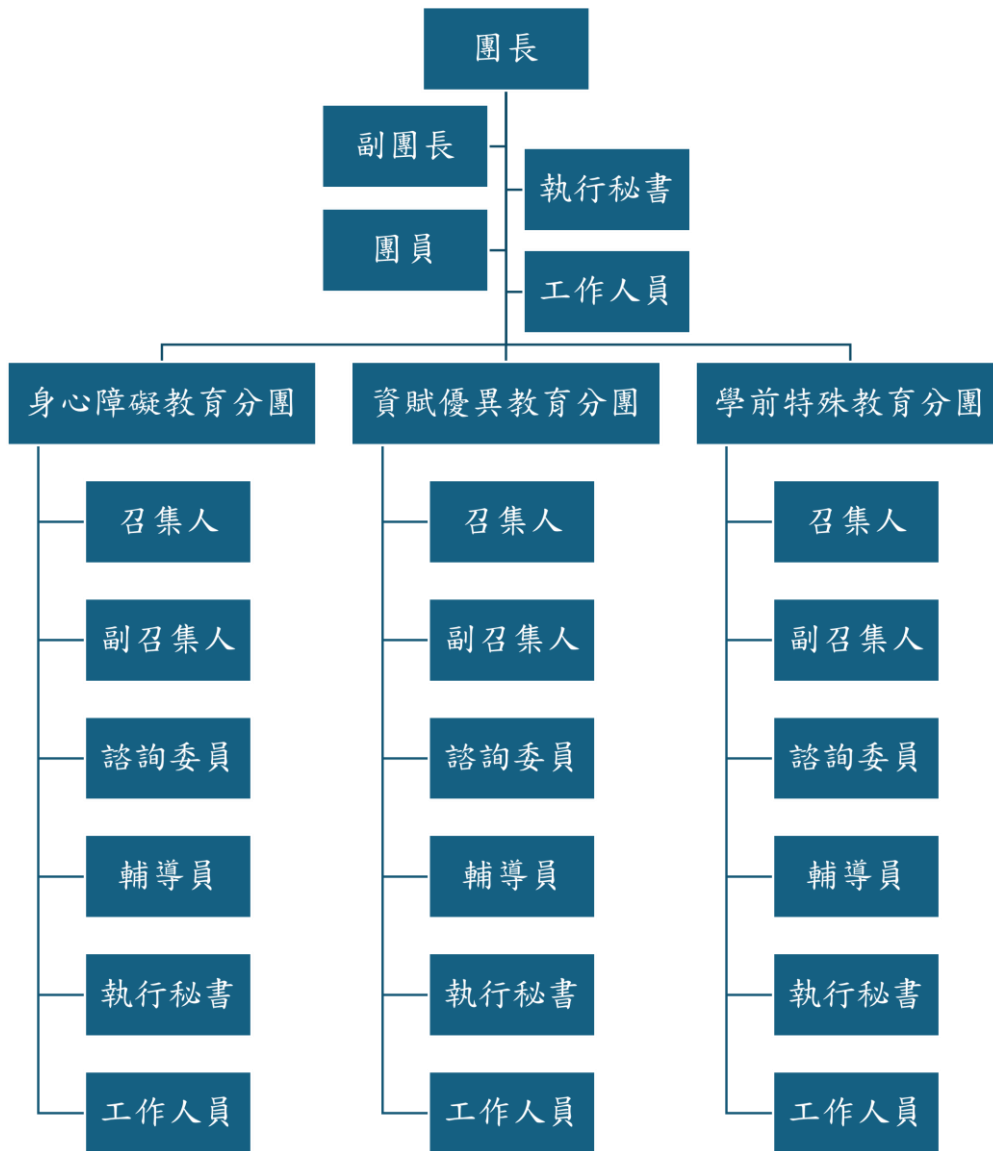 團長
副團長
執行秘書
團員
工作人員
身心障礙教育分團
資賦優異教育分團
學前特殊教育分團
召集人
召集人
召集人
副召集人
副召集人
副召集人
諮詢委員
諮詢委員
諮詢委員
輔導員
輔導員
輔導員
執行秘書
執行秘書
執行秘書
工作人員
工作人員
工作人員